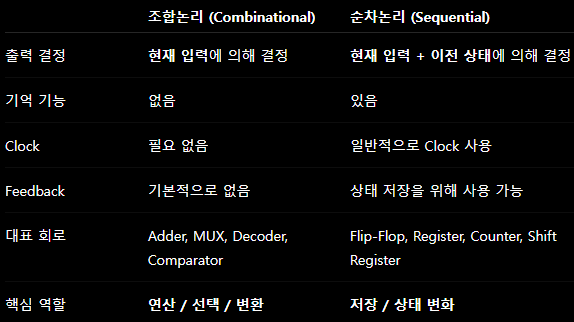 조합논리 (Combinational) 순차논리 (Sequential)
출력 결정 현재 입력에 의해 결정 현재 입력 + 이전 상태에 의해 결정
기억 기능 없음 있음
Clock 필요 없음 일반적으로 Clock 사용
Feedback 기본적으로 없음 상태 저장을 위해 사용 가능
대표 회로 Adder, MUX, Decoder, Flip-Flop, Register, Counter, Shift
Comparator Register
핵심 역할 연산 / 선택 / 변환 저장 / 상태 변화